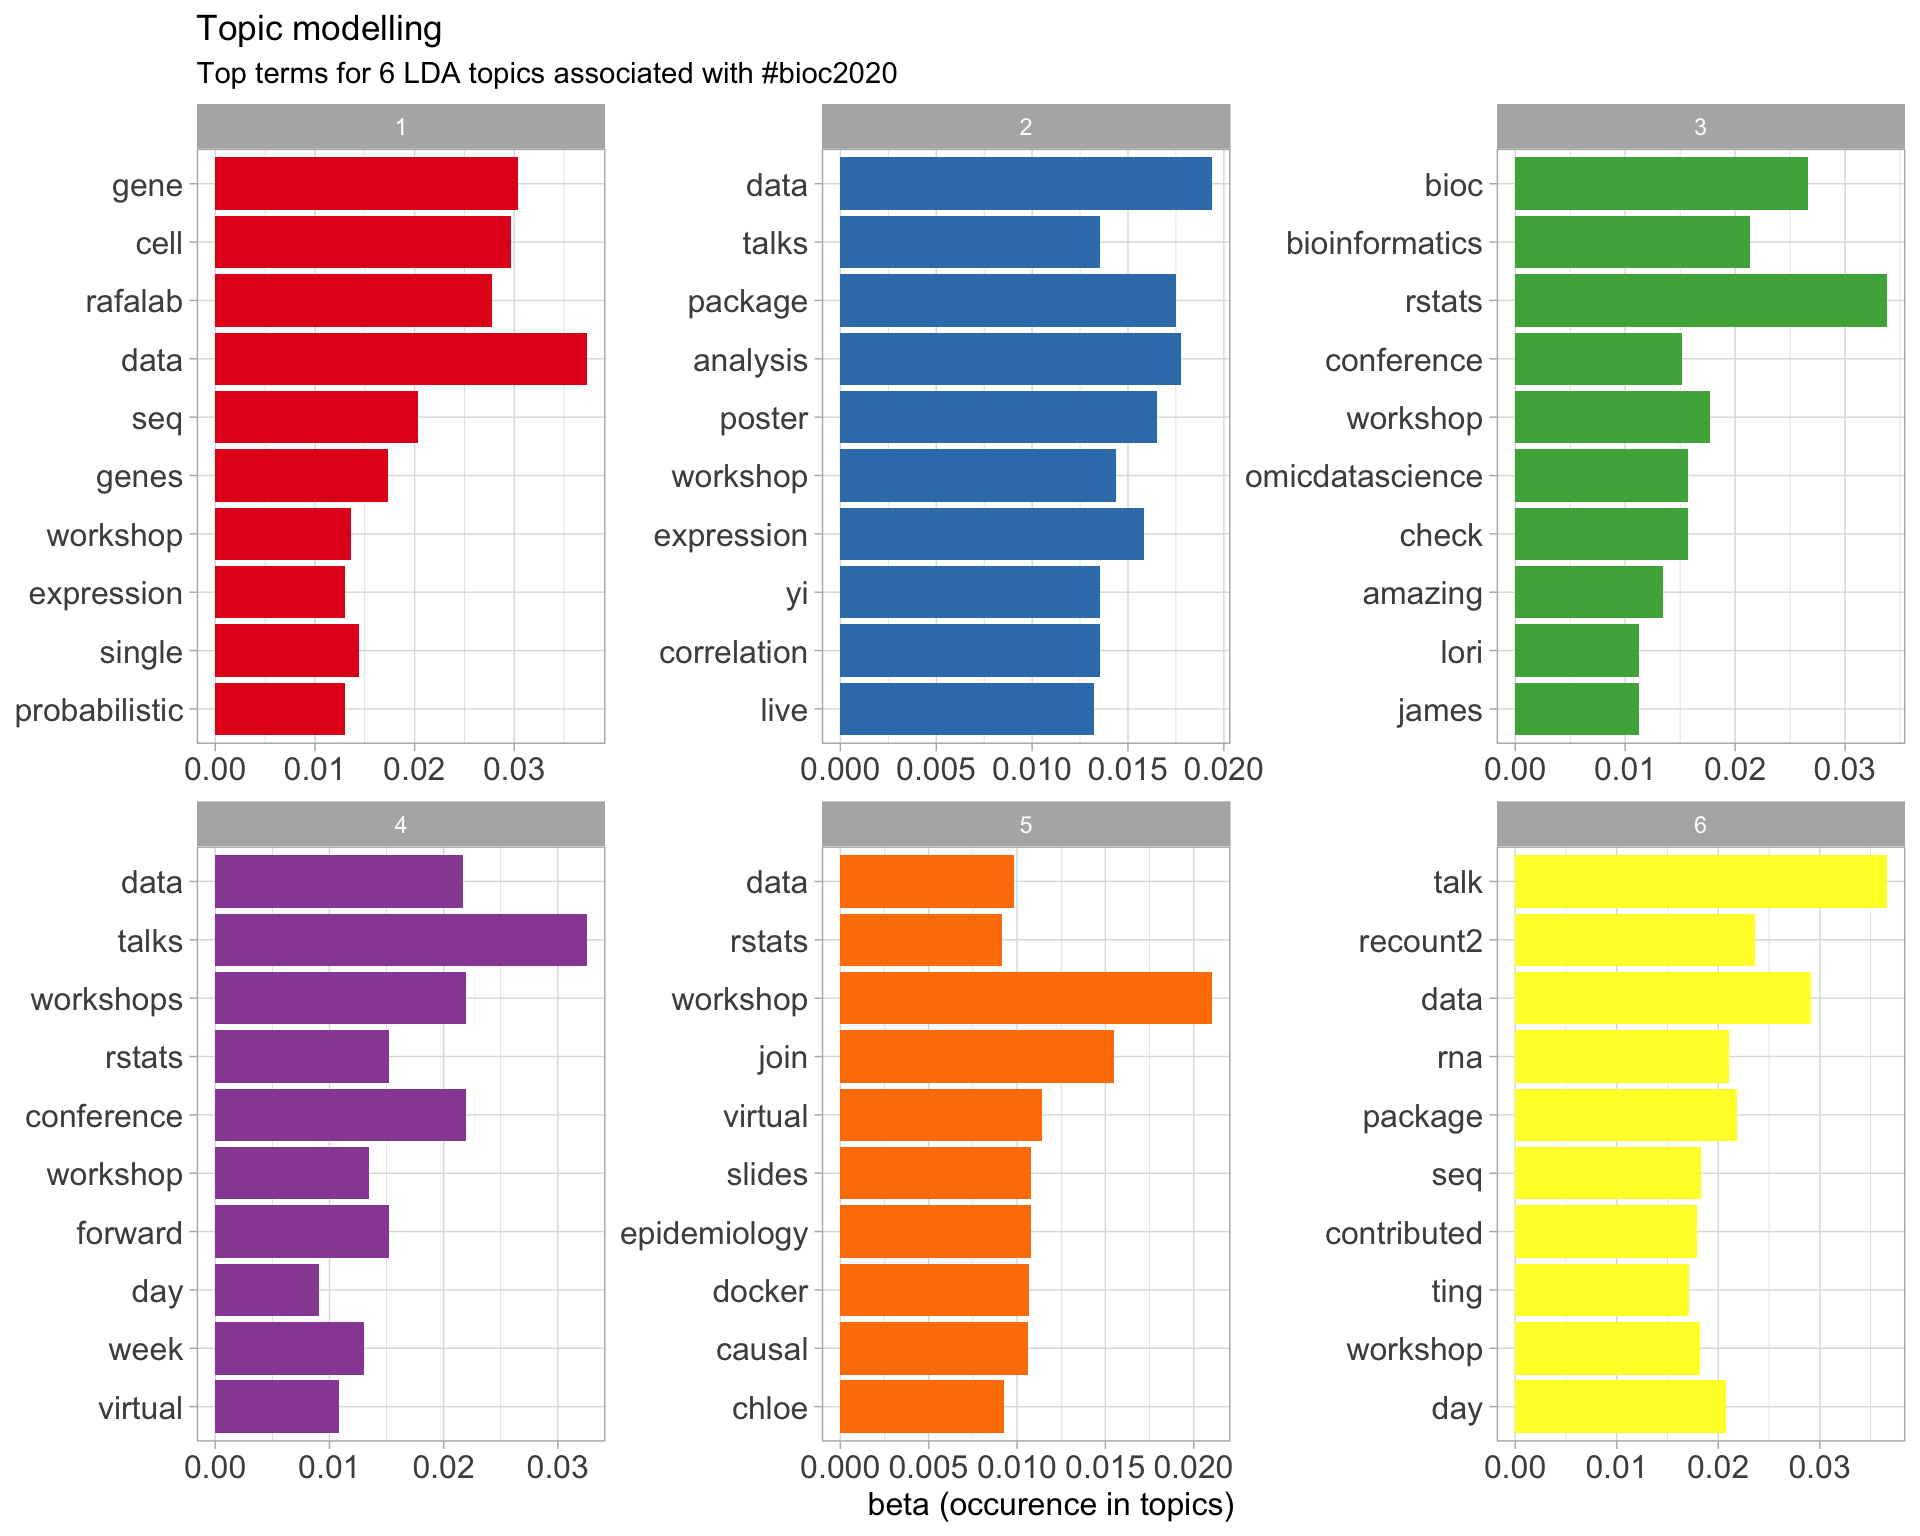 Topic modelling
Top terms for 6 LDA topics associated with #bioc2020
1
gene
cell
rafalab
data
seq
genes
workshop
expression
single
probabilistic
0.00 0.01 0.02 0.03
2
data
talks
package
analysis
poster
workshop
expression
yi
correlation
live
0.000 0.005 0.010 0.015 0.020
3
bioc
bioinformatics
rstats
conference
workshop
omicdatascience
check
amazing
lori
james
0.00 0.01 0.02 0.03
4
data
talks
workshops
rstats
conference
workshop
forward
day
week
virtual
0.00 0.01 0.02 0.03
5
data
rstats
workshop
join
virtual
slides
epidemiology
docker
causal
chloe
0.000 0.005 0.010 0.015 0.020
6
talk
recount2
data
rna
package
seq
contributed
ting
workshop
day
0.00 0.01 0.02 0.03
beta (occurence in topics)